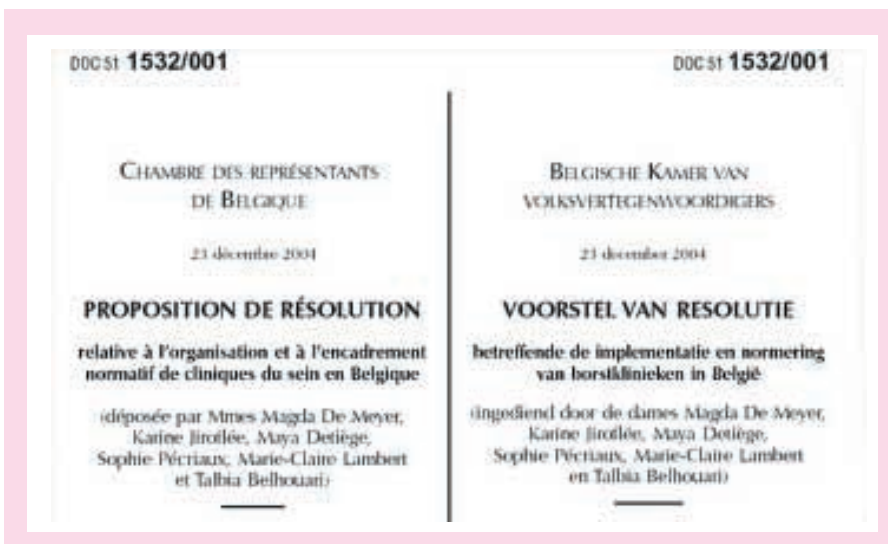 DOC 51 1532/001
CHAMBRE DES REPRÉSENTANTS
DE BELGIQUE
23 décembre 2004
PROPOSITION DE RÉSOLUTION
relative à l'organisation et à l'encadrement
normatif de cliniques du sein en Belgique
(déposée par Mmes Magda De Meyer,
Karine Jiroflée, Maya Detiège,
Sophie Pécriaux, Marie-Claire Lambert
et Talbia Belhouari)
DOC 51 1532/001
BELGISCHE KAMER VAN
VOLKSVERTEGENWOORDIGERS
23 december 2004
VOORSTEL VAN RESOLUTIE
betreffende de implementatie en normering
van borstklinieken in België
(ingediend door de dames Magda De Meyer,
Karine Jiroflée, Maya Detiège,
Sophie Pécriaux, Marie-Claire Lambert
en Talbia Belhouari)